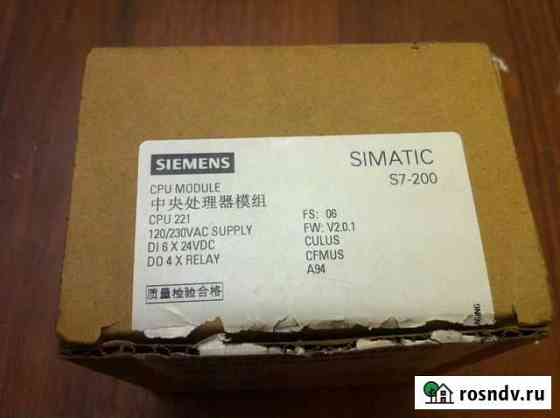 SIEMENS
SIMATIC
S7-200
CPU MODULE
中央处理器模组
CPU 221
120/230VAC SUPPLY
DI 6 X 24VDC
DO 4 X RELAY
FS: 06
FW: V2.0.1
CULUS
CFMUS
A94
质量检验合格
rosndv.ru